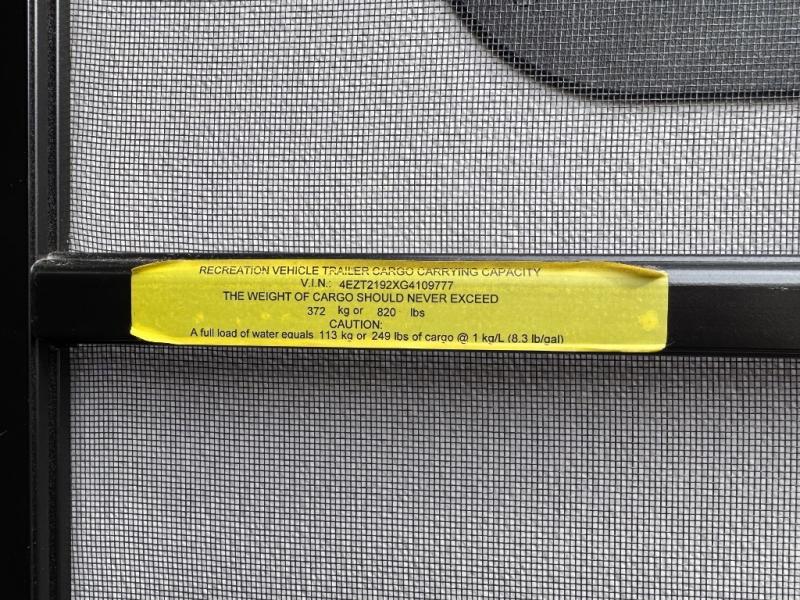 RECREATION VEHICLE TRAILER CARGO CARRYING CAPACITY
V.I.N.: 4EZT2192XG4109777
THE WEIGHT OF CARGO SHOULD NEVER EXCEED
372 kg or 820 lbs
CAUTION:
A full load of water equals 113 kg or 249 lbs of cargo @ 1 kg/L (8.3 lb/gal)